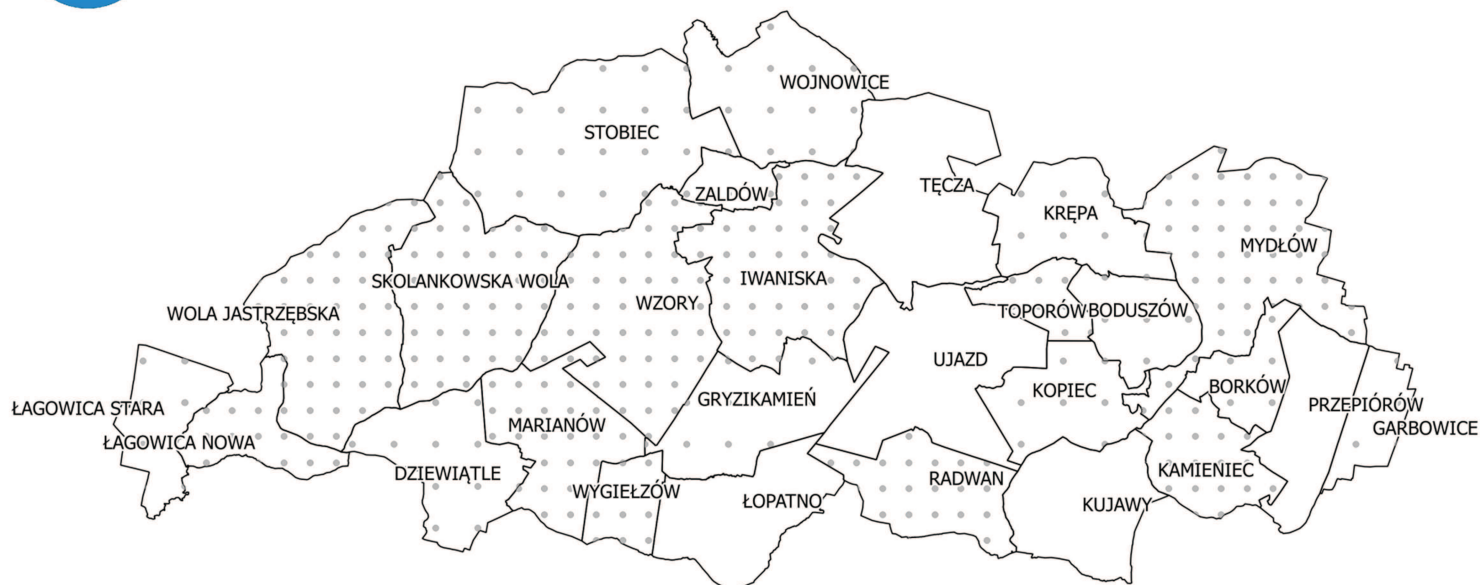 WOJNOWICE
STOBIEC
ZALDÓW
TĘCZA
KRĘPA
MYDŁÓW
SKOLANKOWSKA WOLA
WZORY
IWANISKA
WOLA JASTRZĘBSKA
TOPORÓW
BODUSZÓW
UJAZD
KOPIEC
BORKÓW
PRZEPIÓRÓW
GARBOWICE
ŁAGOWICA STARA
ŁAGOWICA NOWA
MARIANÓW
GRYZIKAMIEŃ
DZIEWIĄTLE
WYGIEŁZÓW
ŁOPATNO
RADWAN
KUJAWY
KAMIENIEC